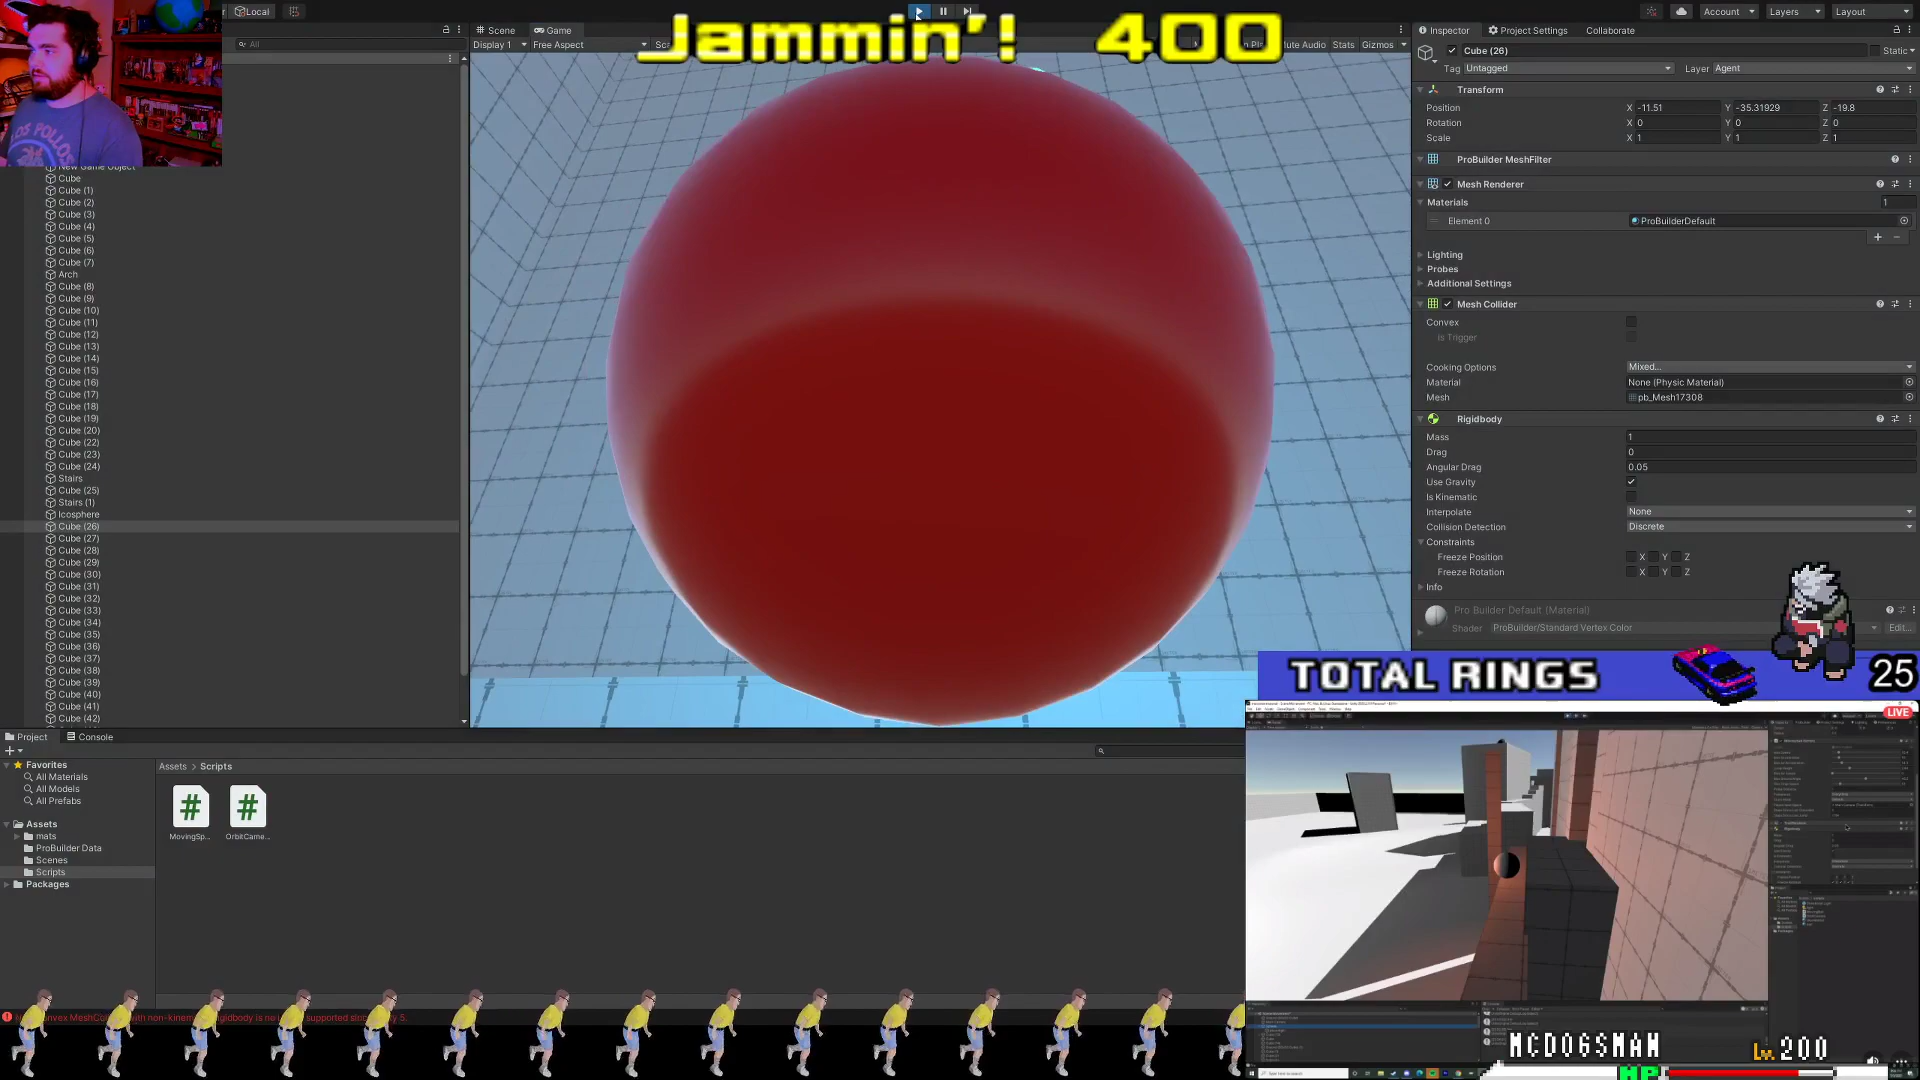 Local
All
Scene
Game
Jammin'! 400
Display 1
Free Aspect
Mute Audio
Stats
Gizmos
Account
Layers
Layout
Inspector
Project Settings
Collaborate
Cube (26)
Static
Tag
Untagged
Layer
Agent
Transform
Position
X -11.51
Y -35.31929
Z -19.8
Rotation
X 0
Y 0
Z 0
Scale
X 1
Y 1
Z 1
ProBuilder MeshFilter
Mesh Renderer
Materials
1
Element 0
ProBuilderDefault
Lighting
Probes
Additional Settings
Mesh Collider
Convex
Is Trigger
Cooking Options
Mixed...
Material
None (Physic Material)
Mesh
pb_Mesh17308
Rigidbody
Mass
1
Drag
0
Angular Drag
0.05
Use Gravity
Is Kinematic
Interpolate
None
Collision Detection
Discrete
Constraints
Freeze Position
X Y Z
Freeze Rotation
X Y Z
Info
Pro Builder Default (Material)
Shader
ProBuilder/Standard Vertex Color
Edit...
New Game Object
Cube
Cube (1)
Cube (2)
Cube (3)
Cube (4)
Cube (5)
Cube (6)
Cube (7)
Arch
Cube (8)
Cube (9)
Cube (10)
Cube (11)
Cube (12)
Cube (13)
Cube (14)
Cube (15)
Cube (16)
Cube (17)
Cube (18)
Cube (19)
Cube (20)
Cube (22)
Cube (23)
Cube (24)
Stairs
Cube (25)
Stairs (1)
Icosphere
Cube (26)
Cube (27)
Cube (28)
Cube (29)
Cube (30)
Cube (31)
Cube (32)
Cube (33)
Cube (34)
Cube (35)
Cube (36)
Cube (37)
Cube (38)
Cube (39)
Cube (40)
Cube (41)
Cube (42)
TOTAL RINGS
25
LIVE
Project
Console
Favorites
All Materials
All Models
All Prefabs
Assets
mats
ProBuilder Data
Scenes
Scripts
Packages
Assets
Scripts
MovingSp...
OrbitCame...
MCDOGSMAN
Lv.200
HP